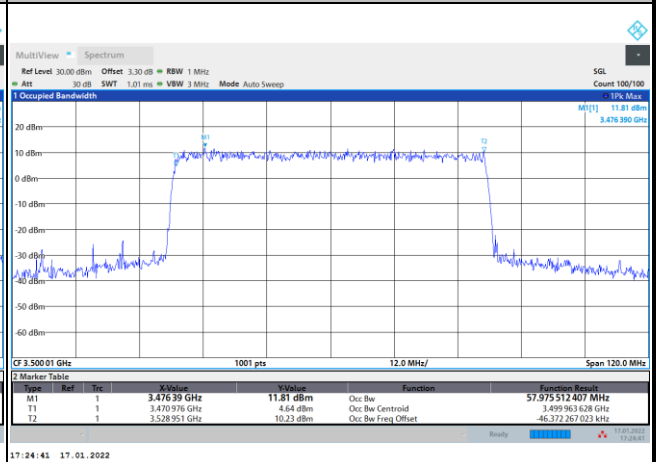 MultiView Spectrum
Ref Level 30.00 dBm Offset 3.30 dB RBW 1 MHz SGL
Att 30 dB SWT 1.01 ms VBW 3 MHz Mode Auto Sweep Count 100/100
1 Occupied Bandwidth 1Pk Max
M1[1] 11.81 dBm
3.476 390 GHz
M1
T2
20 dBm
10 dBm
0 dBm
-10 dBm
-20 dBm
-30 dBm
-40 dBm
-50 dBm
-60 dBm
CF 3.500 01 GHz 1001 pts 12.0 MHz/ Span 120.0 MHz
2 Marker Table
Type Ref Trc X-Value Y-Value Function Function Result
M1 1 3.476 39 GHz 11.81 dBm Occ Bw 57.975 512 407 MHz
T1 1 3.470 976 GHz 4.64 dBm Occ Bw Centroid 3.499 963 628 GHz
T2 1 3.528 951 GHz 10.23 dBm Occ Bw Freq Offset -46.372 267 023 kHz
Ready 17.01.2022
17:24:41
17:24:41 17.01.2022